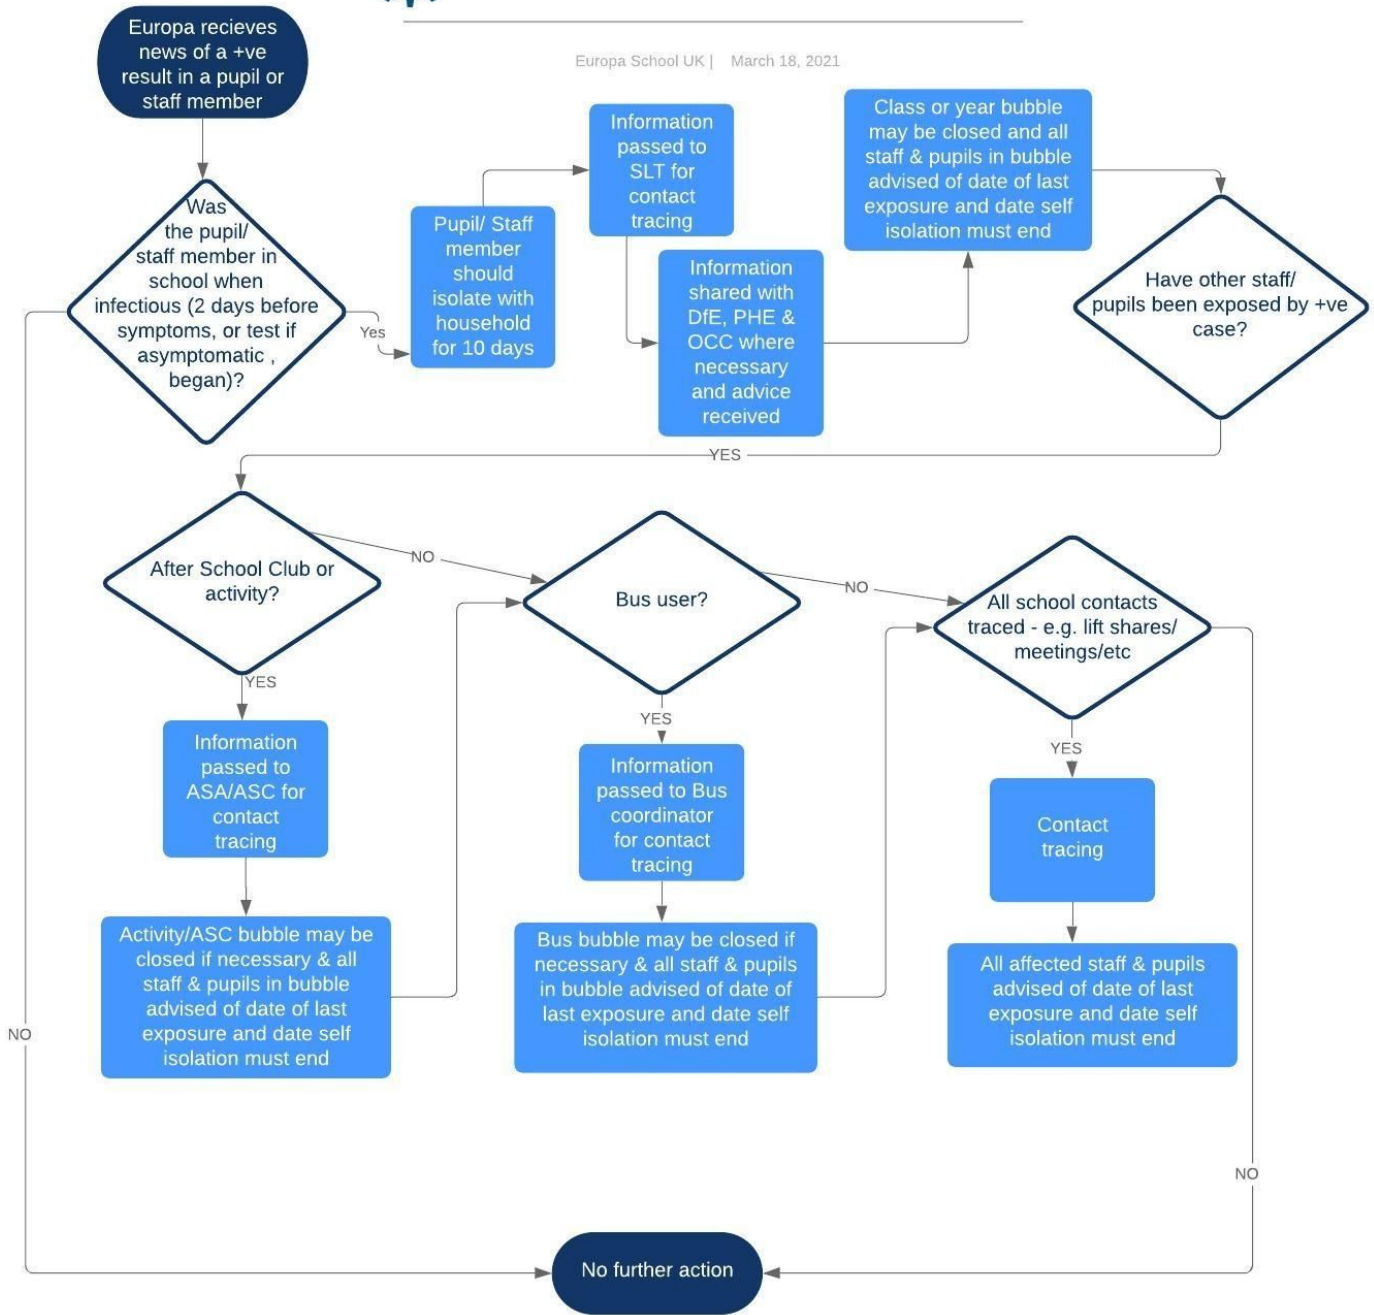 Europa recieves
news of a +ve
result in a pupil or
staff member
Europa School UK |    March 18, 2021
Was
the pupil/
staff member in
school when
infectious (2 days before
symptoms, or test if
asymptomatic ,
began)?
Yes
Pupil/ Staff
member
should
isolate with
household
for 10 days
Information
passed to
SLT for
contact
tracing
Information
shared with
DfE, PHE &
OCC where
necessary
and advice
received
Class or year bubble
may be closed and all
staff & pupils in bubble
advised of date of last
exposure and date self
isolation must end
Have other staff/
pupils been exposed by +ve
case?
YES
After School Club or
activity?
NO
Bus user?
NO
All school contacts
traced - e.g. lift shares/
meetings/etc
YES
Information
passed to
ASA/ASC for
contact
tracing
Activity/ASC bubble may be
closed if necessary & all
staff & pupils in bubble
advised of date of last
exposure and date self
isolation must end
YES
Information
passed to Bus
coordinator
for contact
tracing
Bus bubble may be closed if
necessary & all staff & pupils
in bubble advised of date of
last exposure and date self
isolation must end
YES
Contact
tracing
All affected staff & pupils
advised of date of last
exposure and date self
isolation must end
NO
NO
No further action